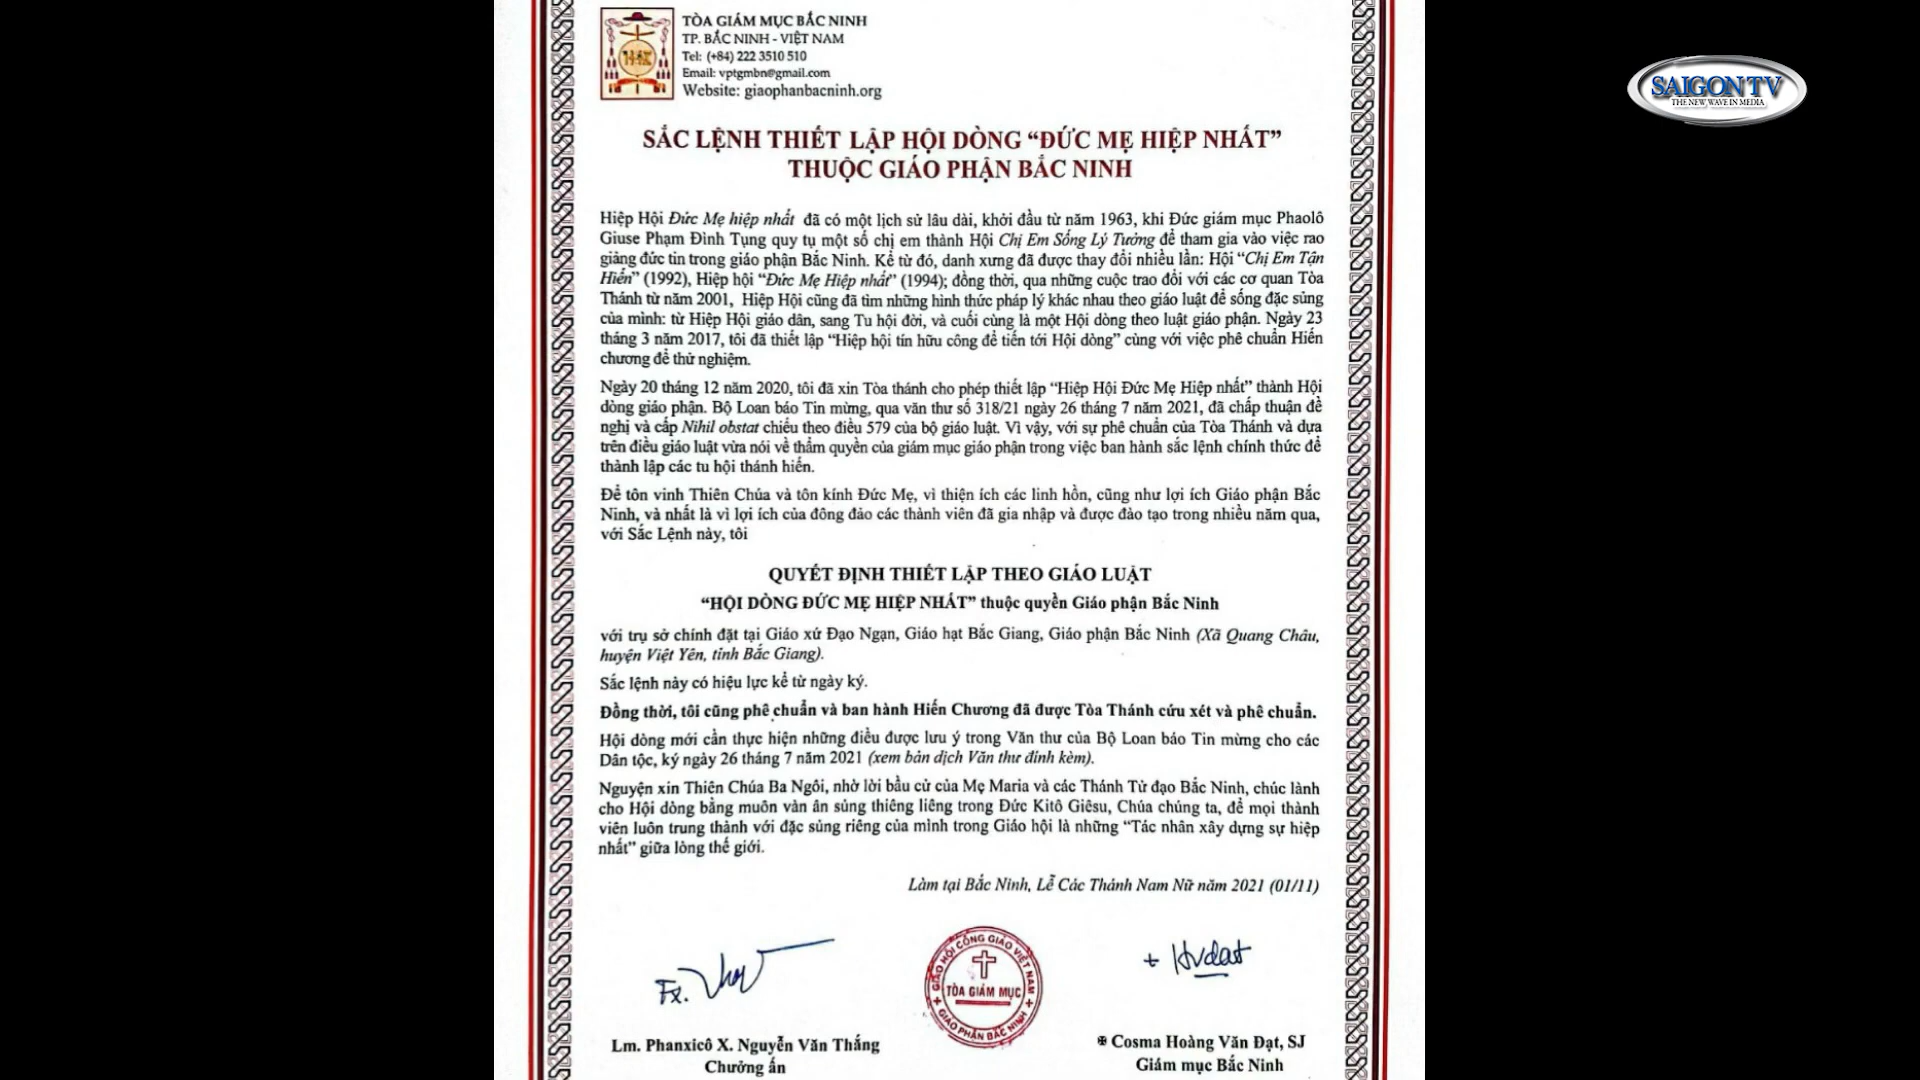 TÒA GIÁM MỤC BẮC NINH
TP. BẮC NINH - VIỆT NAM
Tel: (+84) 222 3510 510
Email: vptgmbn@gmail.com
Website: giaophanbacninh.org
SAIGON TV
THE NEW WAVE IN MEDIA
SẮC LỆNH THIẾT LẬP HỘI DÒNG “ĐỨC MẸ HIỆP NHẤT”
THUỘC GIÁO PHẬN BẮC NINH
Hiệp Hội Đức Mẹ hiệp nhất đã có một lịch sử lâu dài, khởi đầu từ năm 1963, khi Đức giám mục Phaolô
Giuse Phạm Đình Tụng quy tụ một số chị em thành Hội Chị Em Sống Lý Tưởng để tham gia vào việc rao
giảng đức tin trong giáo phận Bắc Ninh. Kể từ đó, danh xưng đã được thay đổi nhiều lần: Hội “Chị Em Tận
Hiến” (1992), Hiệp hội “Đức Mẹ Hiệp nhất” (1994); đồng thời, qua những cuộc trao đổi với các cơ quan Tòa
Thánh từ năm 2001, Hiệp Hội cũng đã tìm những hình thức pháp lý khác nhau theo giáo luật để sống đặc sủng
của mình: từ Hiệp Hội giáo dân, sang Tu hội đời, và cuối cùng là một Hội dòng theo luật giáo phận. Ngày 23
tháng 3 năm 2017, tôi đã thiết lập “Hiệp hội tín hữu công để tiến tới Hội dòng” cùng với việc phê chuẩn Hiến
chương để thử nghiệm.
Ngày 20 tháng 12 năm 2020, tôi đã xin Tòa thánh cho phép thiết lập “Hiệp Hội Đức Mẹ Hiệp nhất” thành Hội
dòng giáo phận. Bộ Loan báo Tin mừng, qua văn thư số 318/21 ngày 26 tháng 7 năm 2021, đã chấp thuận đề
nghị và cấp Nihil obstat chiếu theo điều 579 của bộ giáo luật. Vì vậy, với sự phê chuẩn của Tòa Thánh và dựa
trên điều giáo luật vừa nói về thẩm quyền của giám mục giáo phận trong việc ban hành sắc lệnh chính thức để
thành lập các tu hội thánh hiến.
Để tôn vinh Thiên Chúa và tôn kính Đức Mẹ, vì thiện ích các linh hồn, cũng như lợi ích Giáo phận Bắc
Ninh, và nhất là vì lợi ích của đông đảo các thành viên đã gia nhập và được đào tạo trong nhiều năm qua,
với Sắc Lệnh này, tôi
QUYẾT ĐỊNH THIẾT LẬP THEO GIÁO LUẬT
“HỘI DÒNG ĐỨC MẸ HIỆP NHẤT” thuộc quyền Giáo phận Bắc Ninh
với trụ sở chính đặt tại Giáo xứ Đạo Ngạn, Giáo hạt Bắc Giang, Giáo phận Bắc Ninh (Xã Quang Châu,
huyện Việt Yên, tỉnh Bắc Giang).
Sắc lệnh này có hiệu lực kể từ ngày ký.
Đồng thời, tôi cũng phê chuẩn và ban hành Hiến Chương đã được Tòa Thánh cứu xét và phê chuẩn.
Hội dòng mới cần thực hiện những điều được lưu ý trong Văn thư của Bộ Loan báo Tin mừng cho các
Dân tộc, ký ngày 26 tháng 7 năm 2021 (xem bản dịch Văn thư đính kèm).
Nguyện xin Thiên Chúa Ba Ngôi, nhờ lời bầu cử của Mẹ Maria và các Thánh Tử đạo Bắc Ninh, chúc lành
cho Hội dòng bằng muôn vàn ân sủng thiêng liêng trong Đức Kitô Giêsu, Chúa chúng ta, để mọi thành
viên luôn trung thành với đặc sủng riêng của mình trong Giáo hội là những “Tác nhân xây dựng sự hiệp
nhất” giữa lòng thế giới.
Làm tại Bắc Ninh, Lễ Các Thánh Nam Nữ năm 2021 (01/11)
GIÁO HỘI CÔNG GIÁO VIỆT NAM
TÒA GIÁM MỤC
GIÁO PHẬN BẮC NINH
Fx.
+ Hvdat
Lm. Phanxicô X. Nguyễn Văn Thắng
Chưởng ấn
✠ Cosma Hoàng Văn Đạt, SJ
Giám mục Bắc Ninh